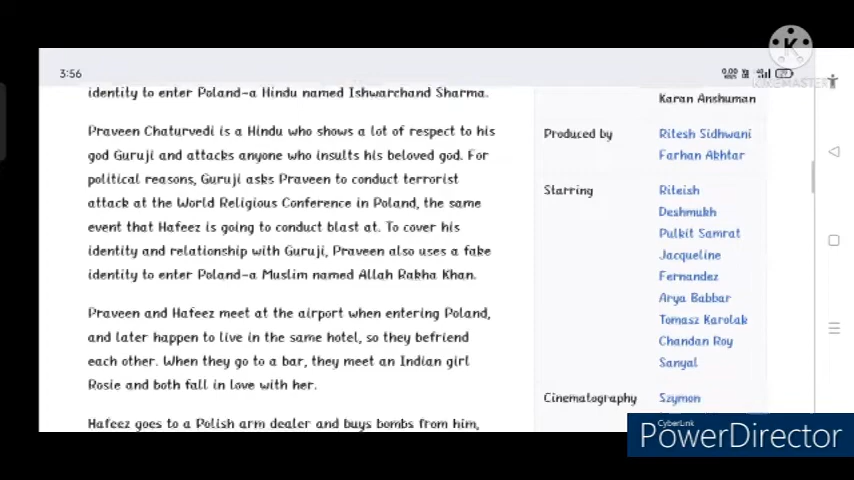 3:56
KINEMASTER
identity to enter Poland-a Hindu named Ishwarchand Sharma.
Praveen Chaturvedi is a Hindu who shows a lot of respect to his
god Guruji and attacks anyone who insults his beloved god. For
political reasons, Guruji asks Praveen to conduct terrorist
attack at the World Religious Conference in Poland, the same
event that Hafeez is going to conduct blast at. To cover his
identity and relationship with Guruji, Praveen also uses a fake
identity to enter Poland-a Muslim named Allah Rakha Khan.
Praveen and Hafeez meet at the airport when entering Poland,
and later happen to live in the same hotel, so they befriend
each other. When they go to a bar, they meet an Indian girl
Rosie and both fall in love with her.
Hafeez goes to a Polish arm dealer and buys bombs from him,
Karan Anshuman
Produced by
Ritesh Sidhwani
Farhan Akhtar
Starring
Riteish
Deshmukh
Pulkit Samrat
Jacqueline
Fernandez
Arya Babbar
Tomasz Karolak
Chandan Roy
Sanyal
Cinematography
Szymon
CyberLink
PowerDirector